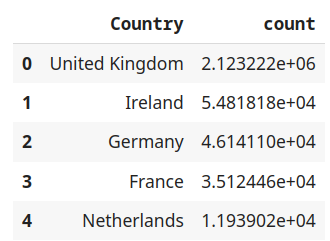 Country count
0 United Kingdom 2.123222e+06
1 Ireland 5.481818e+04
2 Germany 4.614110e+04
3 France 3.512446e+04
4 Netherlands 1.193902e+04